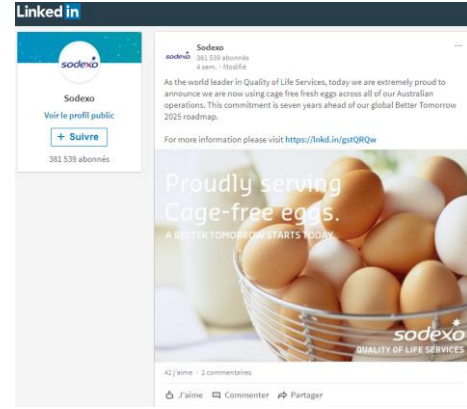 Linked in
sodexo
Sodexo
Voir le profil public
+ Suivre
381 539 abonnés
sodexo
Sodexo
381 539 abonnés
4 sem. · Modifié
...
As the world leader in Quality of Life Services, today we are extremely proud to
announce we are now using cage free fresh eggs across all of our Australian
operations. This commitment is seven years ahead of our global Better Tomorrow
2025 roadmap.
For more information please visit https://lnkd.in/gstQRQw
Proudly serving
Cage-free eggs.
A BETTER TOMORROW STARTS TODAY
sodexo
QUALITY OF LIFE SERVICES
42 j'aime · 2 commentaires
J'aime Commenter Partager